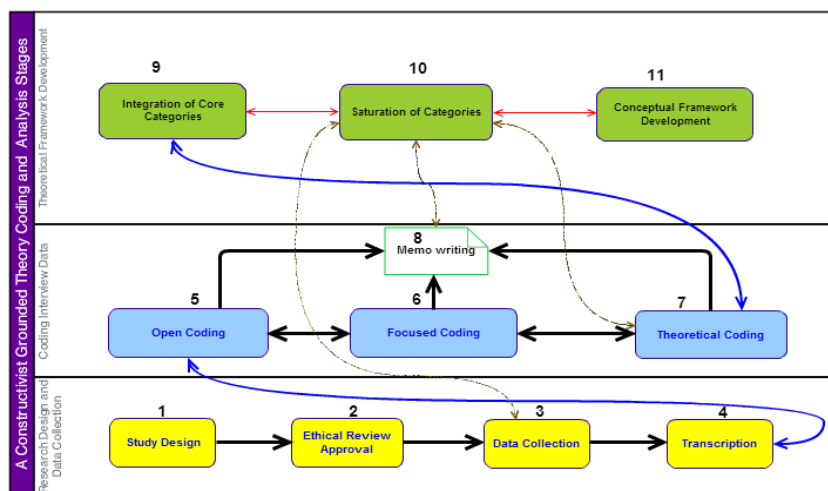 A Constructivist Grounded Theory Coding and Analysis Stages
Theoretical Framework Development
9
10
11
Integration of Core
Categories
Saturation of Categories
Conceptual Framework
Development
Coding Interview Data
8
Memo writing
5
6
7
Open Coding
Focused Coding
Theoretical Coding
Research Design and
Data Collection
1
2
3
4
Study Design
Ethical Review
Approval
Data Collection
Transcription